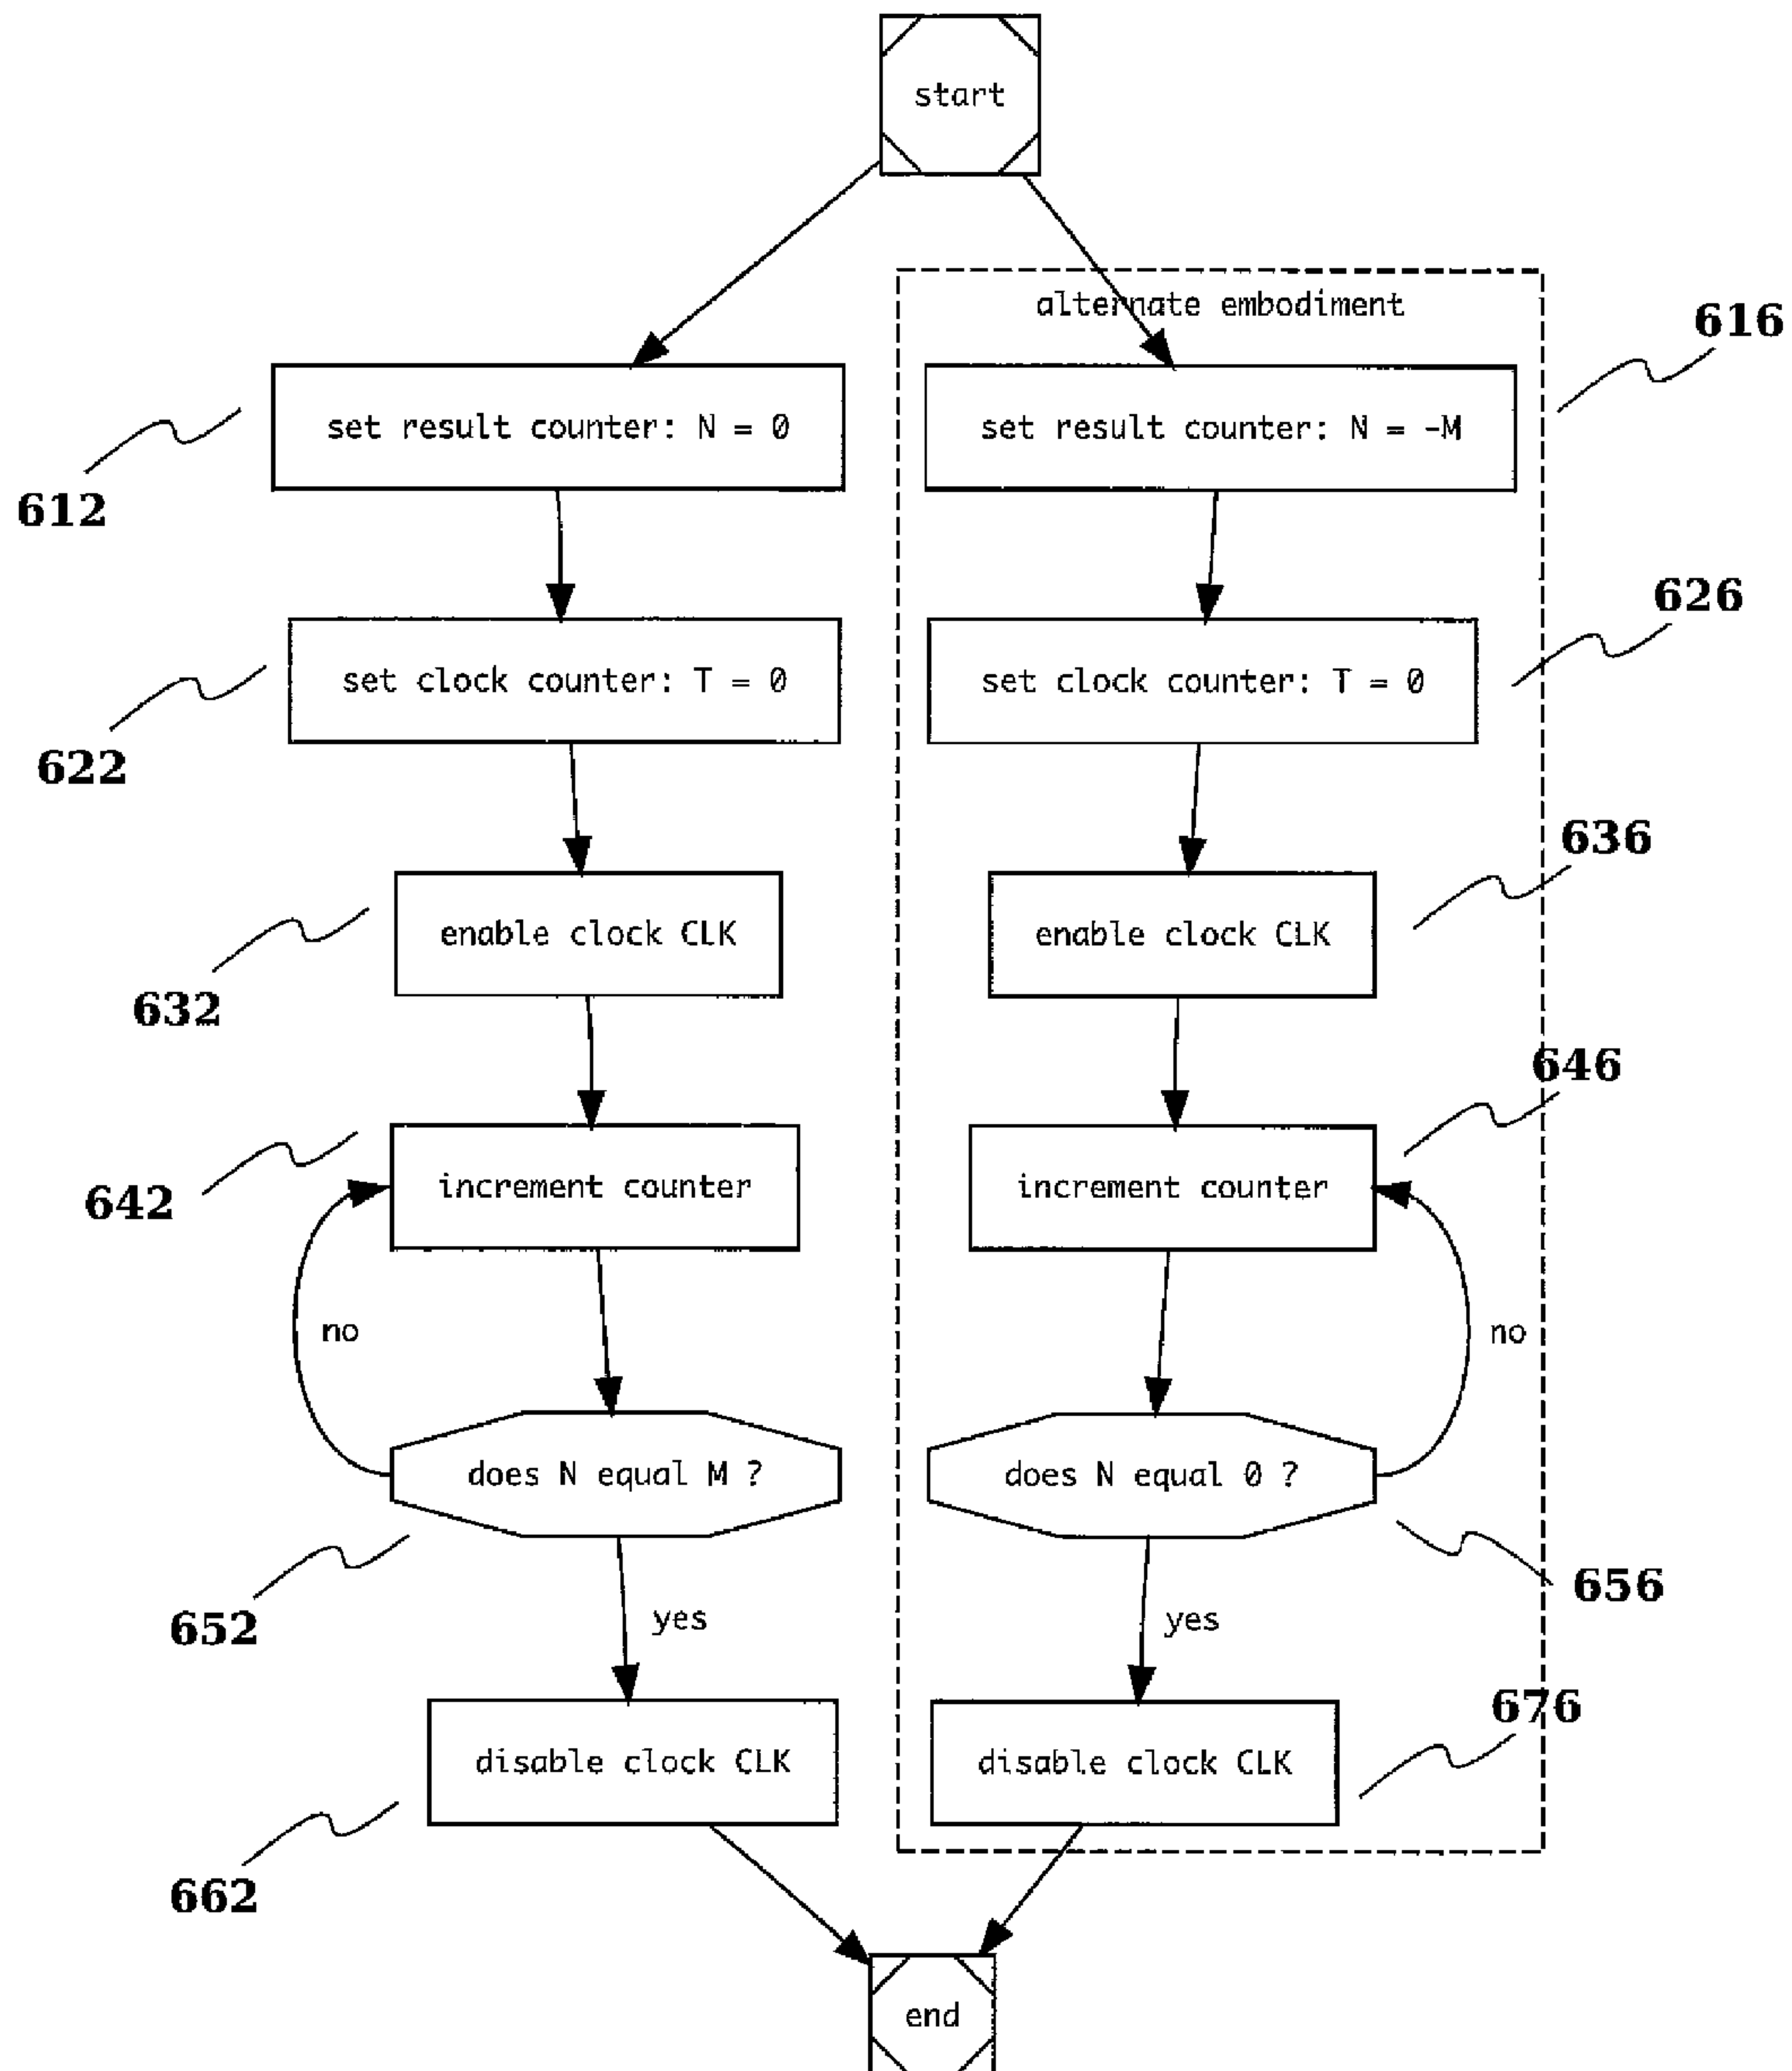 start
alternate embodiment
616
set result counter: N = 0
set result counter: N = -M
612
626
set clock counter: T = 0
set clock counter: T = 0
622
636
enable clock CLK
enable clock CLK
632
646
increment counter
increment counter
642
no
no
does N equal M ?
does N equal 0 ?
652
656
yes
yes
676
disable clock CLK
disable clock CLK
662
end